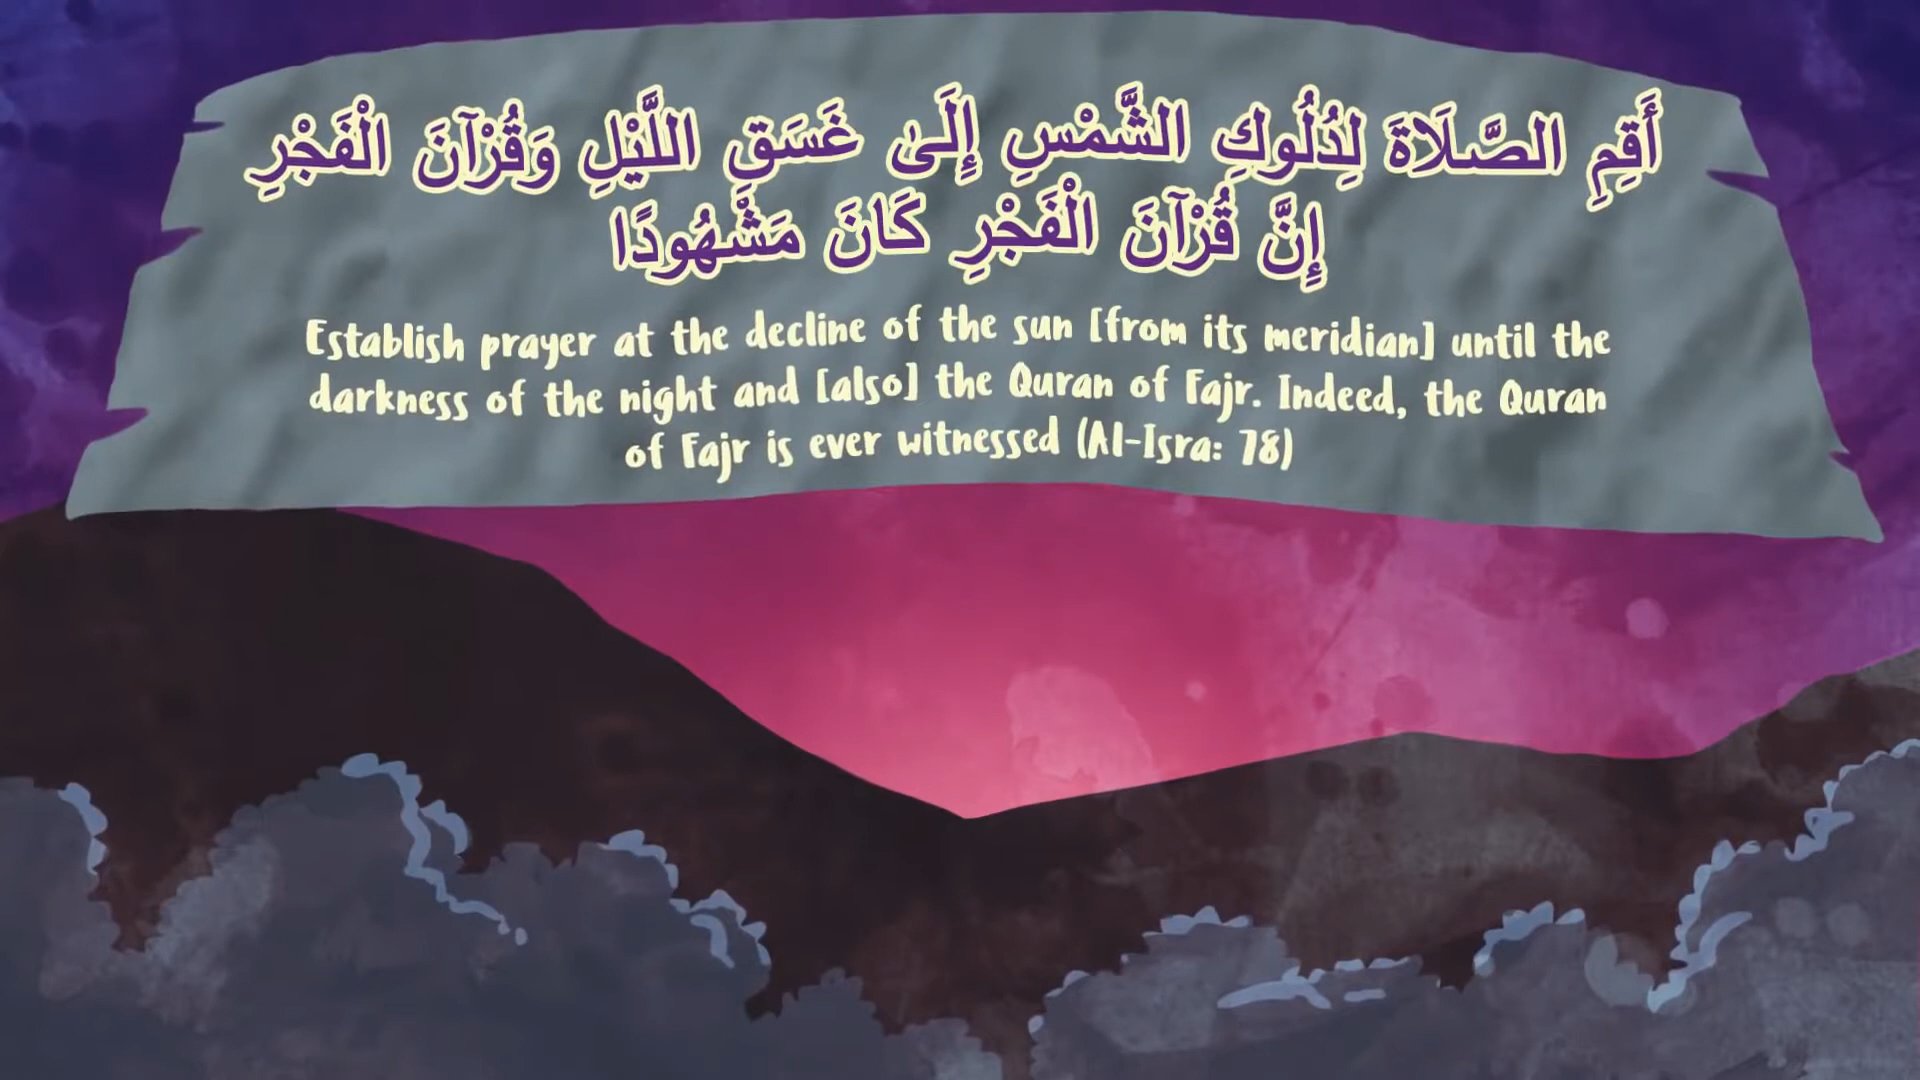 أَقِمِ الصَّلَاةَ لِدُلُوكِ الشَّمْسِ إِلَىٰ غَسَقِ اللَّيْلِ وَقُرْآنَ الْفَجْرِ
إِنَّ قُرْآنَ الْفَجْرِ كَانَ مَشْهُودًا
Establish prayer at the decline of the sun [from its meridian] until the
darkness of the night and [also] the Quran of Fajr. Indeed, the Quran
of Fajr is ever witnessed (Al-Isra: 78)